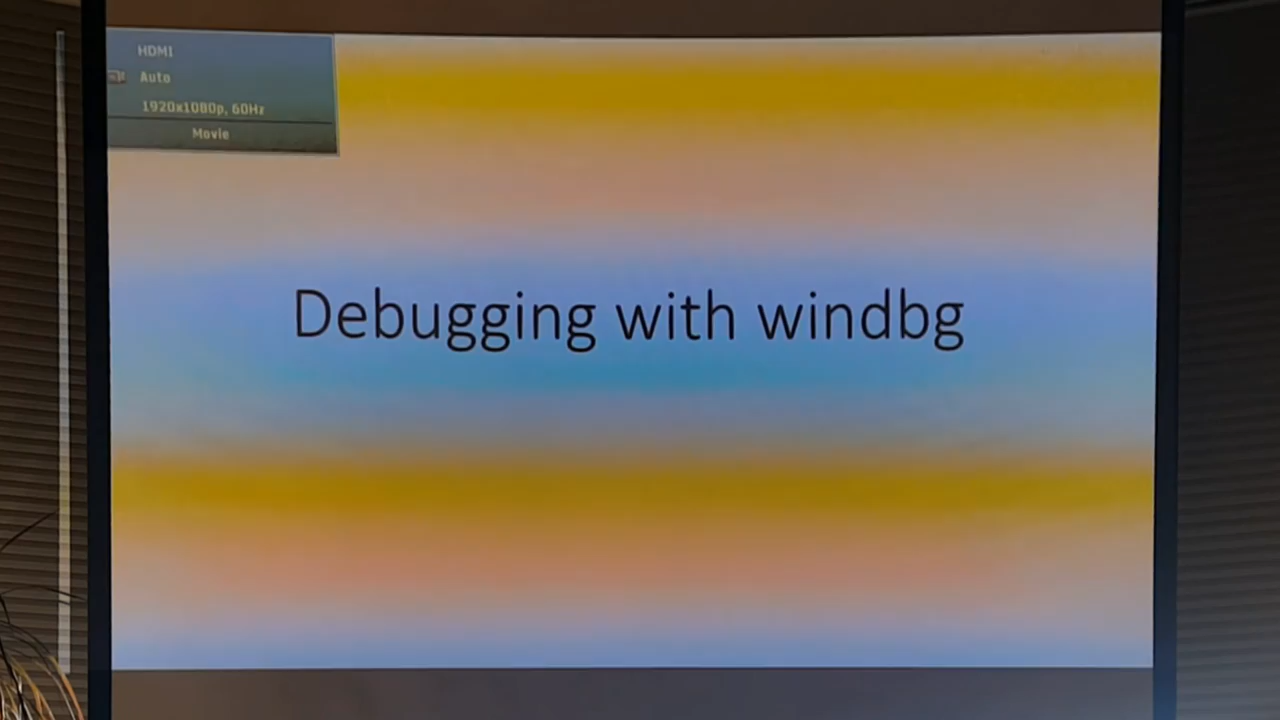 HDMI
Auto
1920x1080p, 60Hz
Movie
Debugging with windbg